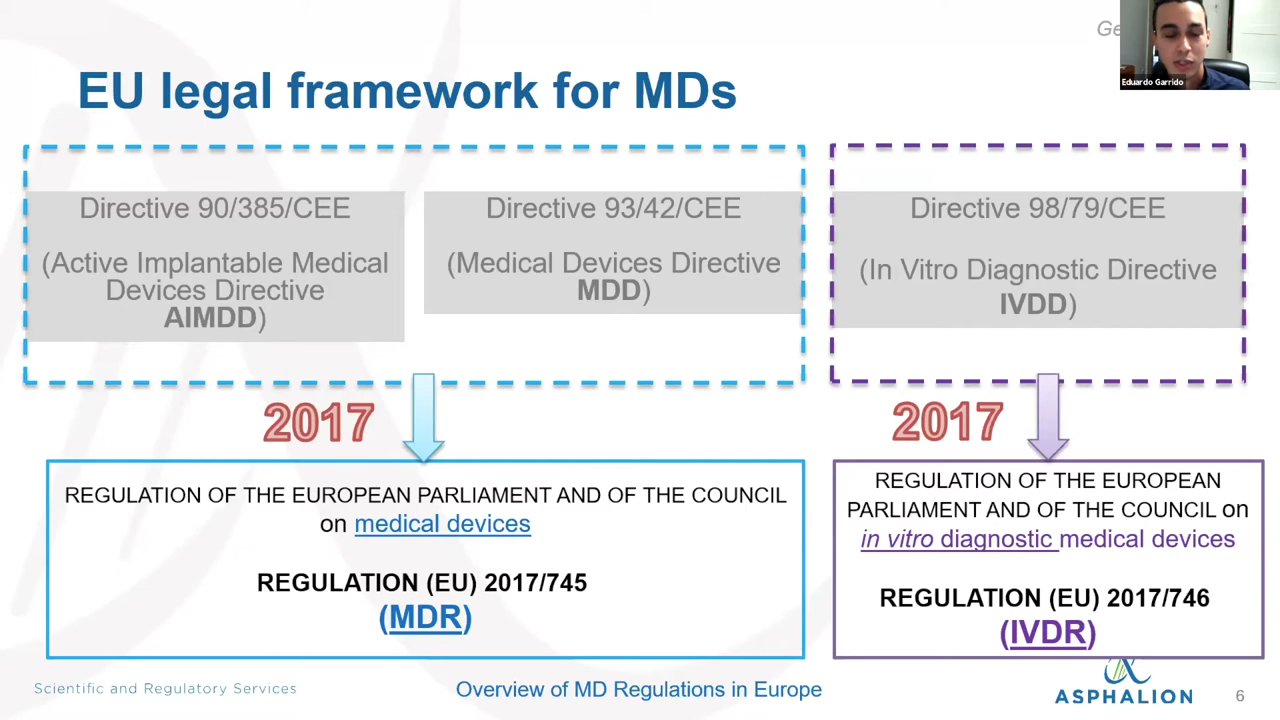 Ge
Eduardo Garrido
EU legal framework for MDs
Directive 90/385/CEE
(Active Implantable Medical
Devices Directive
AIMDD)
Directive 93/42/CEE
(Medical Devices Directive
MDD)
Directive 98/79/CEE
(In Vitro Diagnostic Directive
IVDD)
2017
2017
REGULATION OF THE EUROPEAN PARLIAMENT AND OF THE COUNCIL
on medical devices
REGULATION (EU) 2017/745
(MDR)
REGULATION OF THE EUROPEAN
PARLIAMENT AND OF THE COUNCIL on
in vitro diagnostic medical devices
REGULATION (EU) 2017/746
(IVDR)
Scientific and Regulatory Services
Overview of MD Regulations in Europe
ASPHALION
6